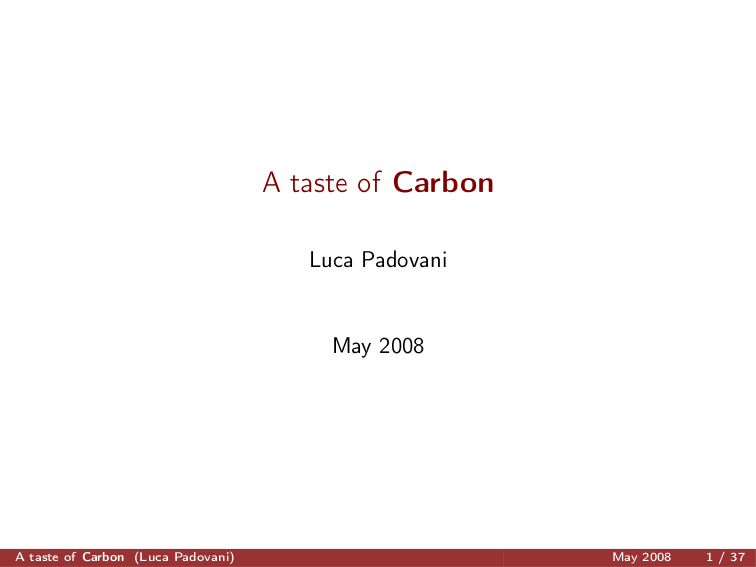 A taste of Carbon
Luca Padovani
May 2008
A taste of Carbon (Luca Padovani) May 2008 1 / 37